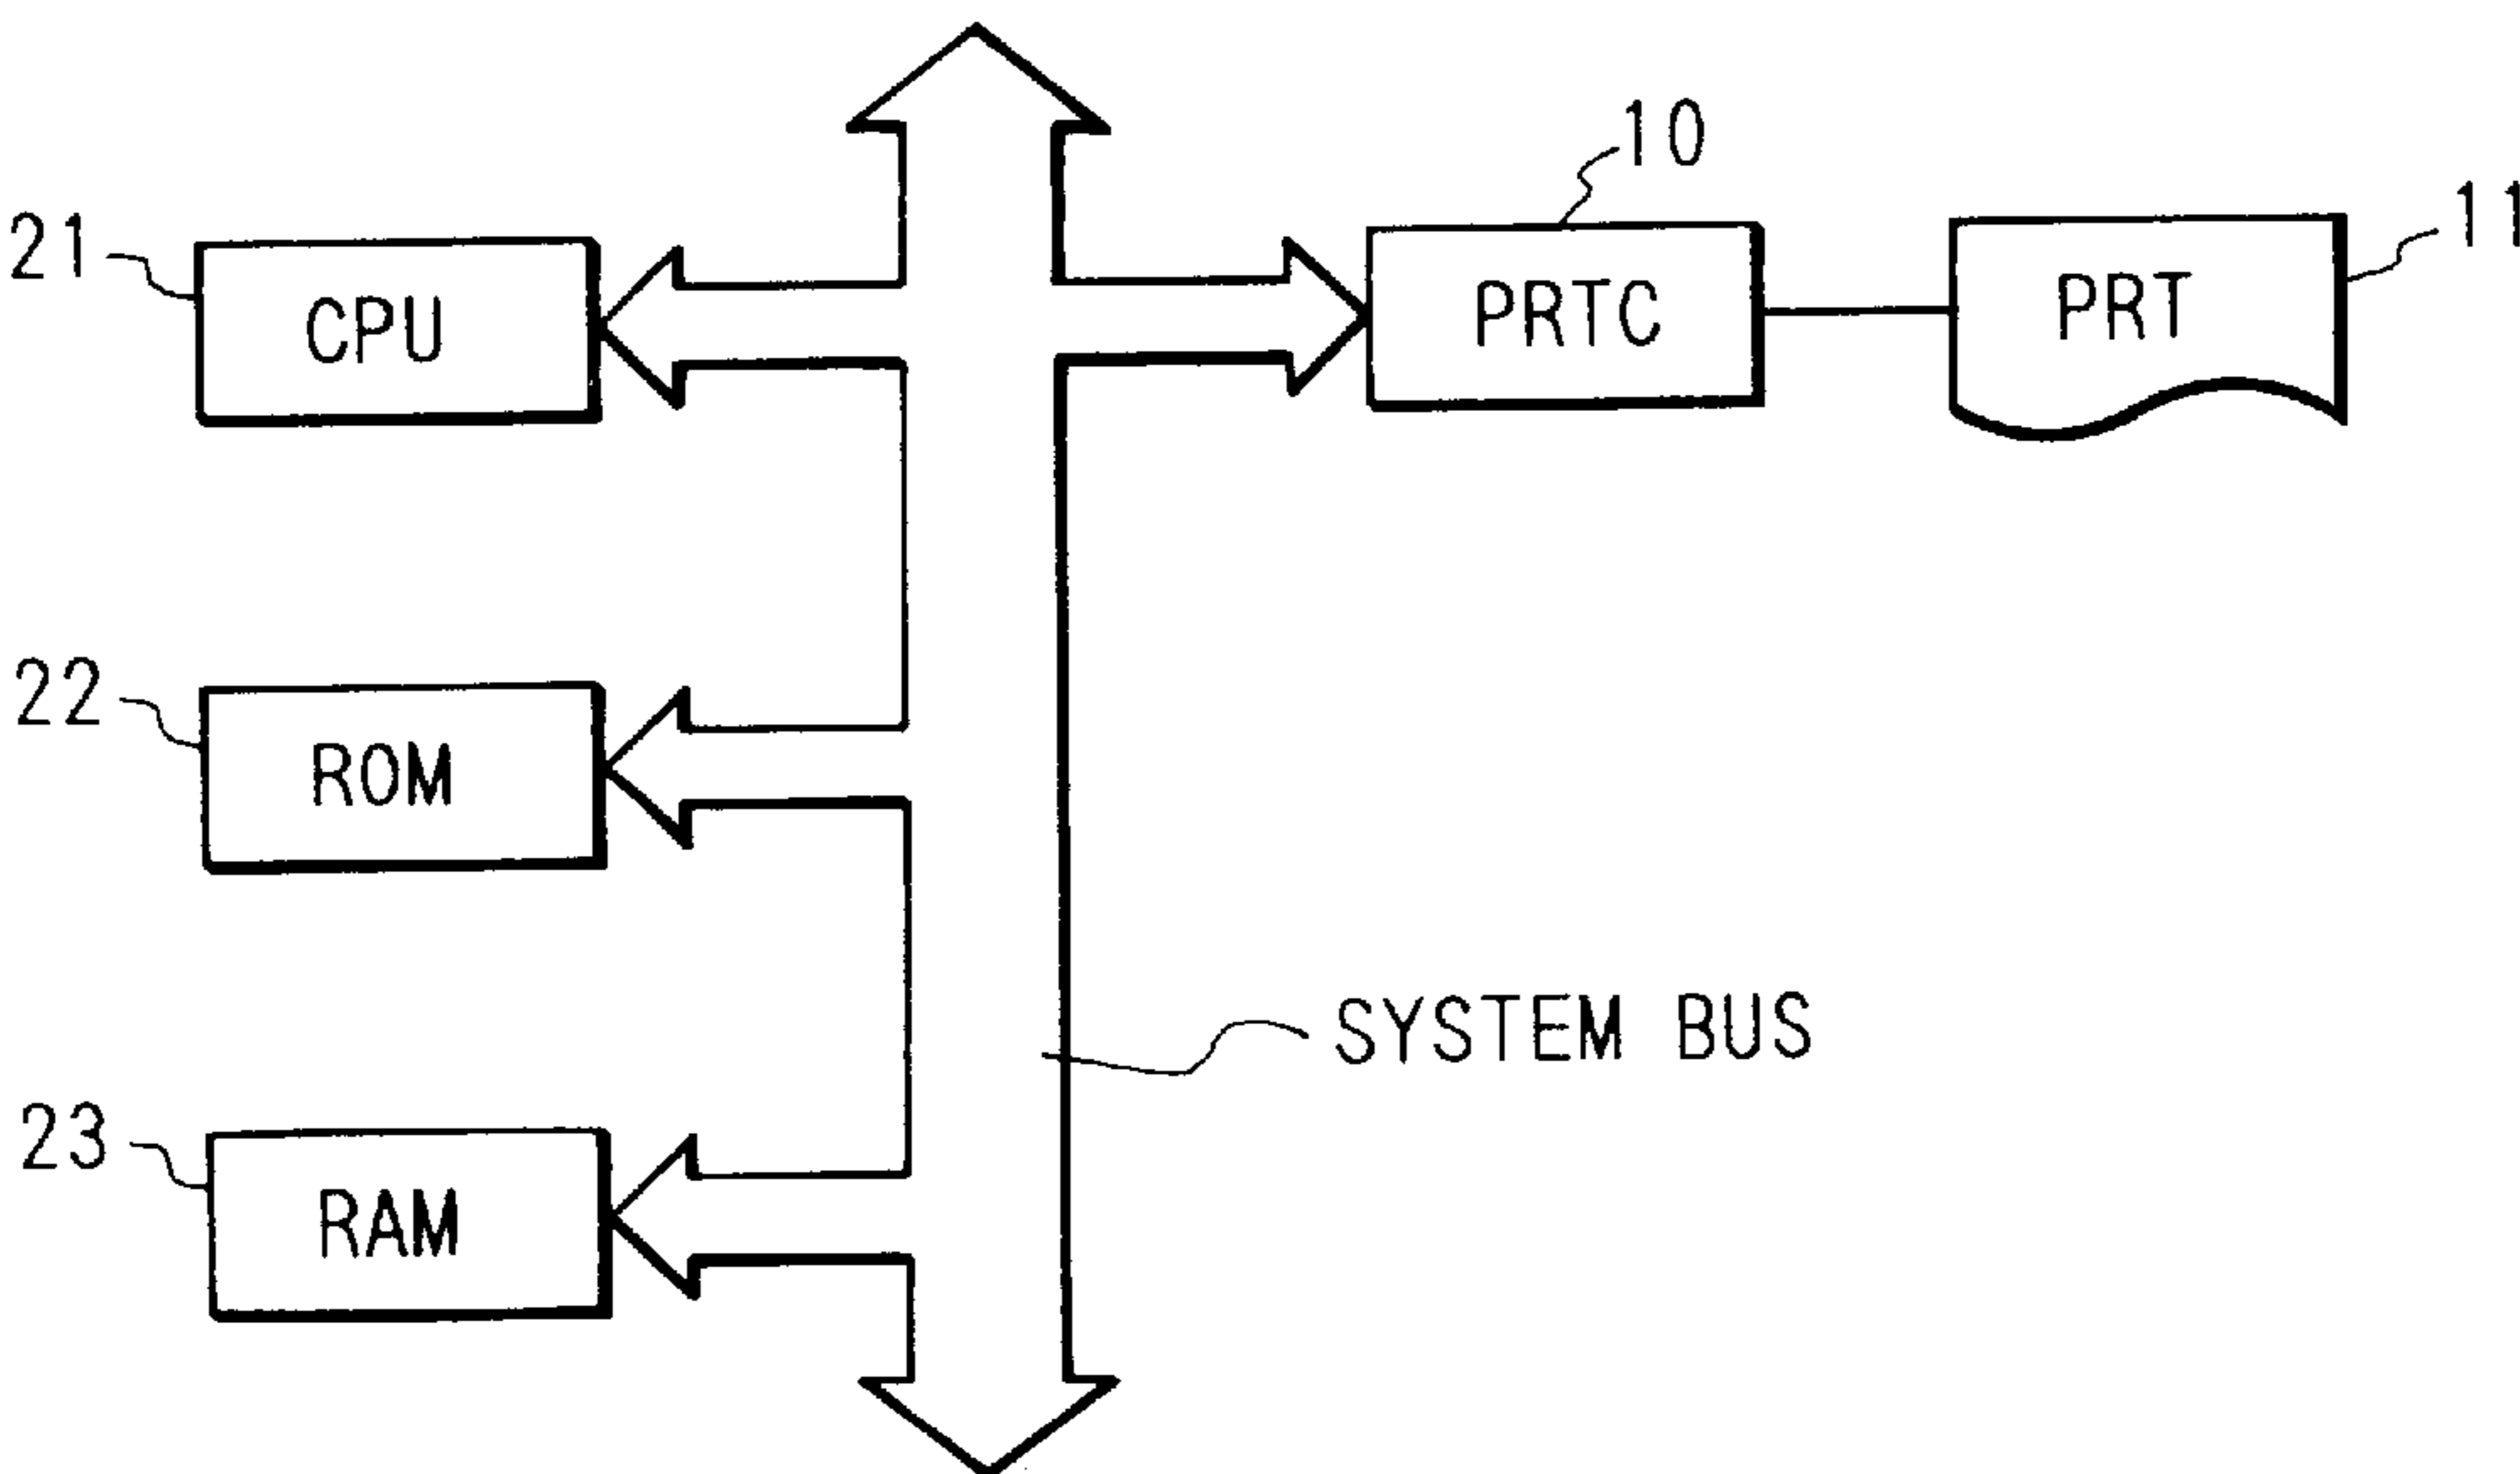 10
21
11
CPU
PRTC
PRT
22
ROM
SYSTEM BUS
23
RAM